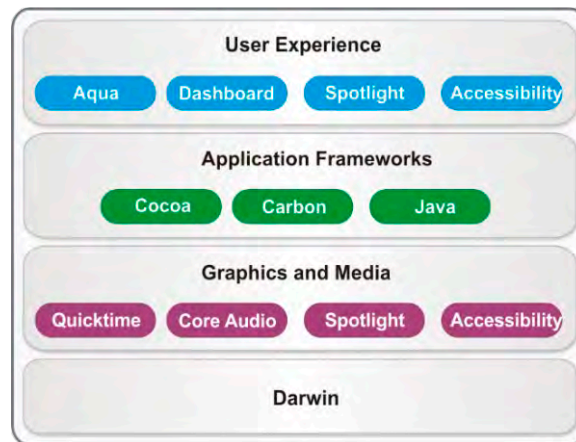 User Experience
Aqua Dashboard Spotlight Accessibility
Application Frameworks
Cocoa Carbon Java
Graphics and Media
Quicktime Core Audio Spotlight Accessibility
Darwin